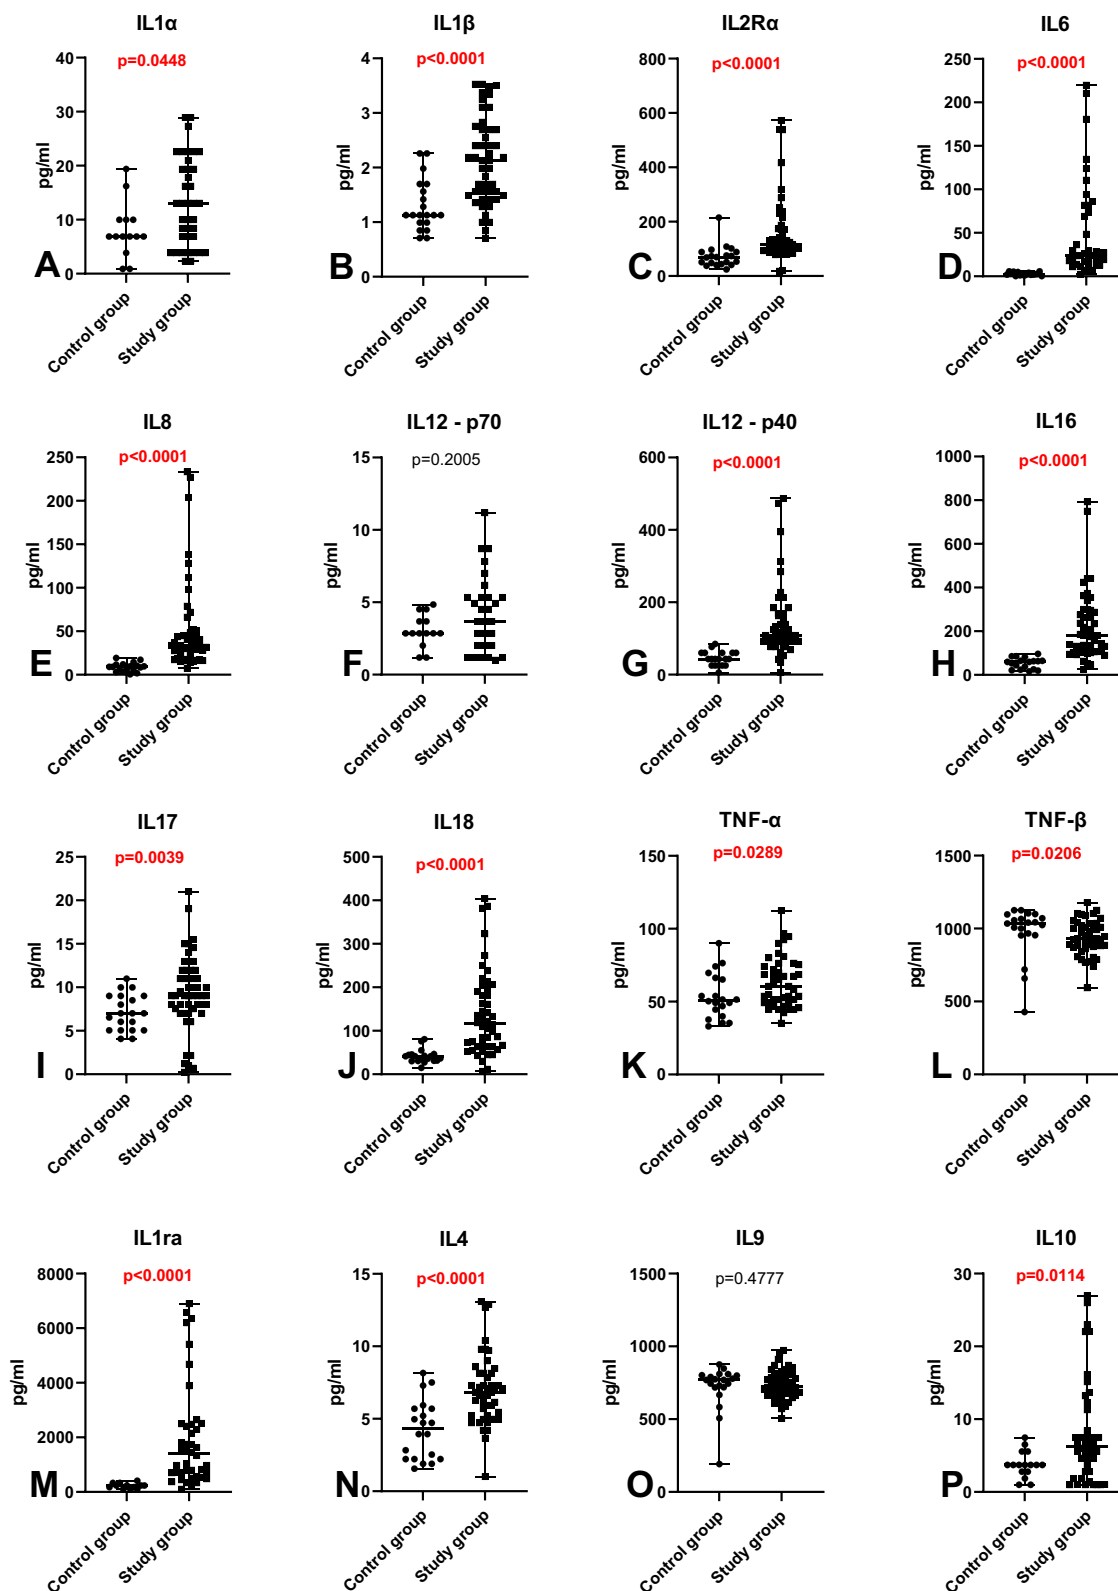 IL1α
p=0.0448
40
30
20
10
0
pg/ml
A
Control group
Study group
IL1β
p<0.0001
4
3
2
1
0
pg/ml
B
Control group
Study group
IL2Rα
p<0.0001
800
600
400
200
0
pg/ml
C
Control group
Study group
IL6
p<0.0001
250
200
150
100
50
0
pg/ml
D
Control group
Study group
IL8
p<0.0001
250
200
150
100
50
0
pg/ml
E
Control group
Study group
IL12 - p70
p=0.2005
15
10
5
0
pg/ml
F
Control group
Study group
IL12 - p40
p<0.0001
600
400
200
0
pg/ml
G
Control group
Study group
IL16
p<0.0001
1000
800
600
400
200
0
pg/ml
H
Control group
Study group
IL17
p=0.0039
25
20
15
10
5
0
pg/ml
I
Control group
Study group
IL18
p<0.0001
500
400
300
200
100
0
pg/ml
J
Control group
Study group
TNF-α
p=0.0289
150
100
50
0
pg/ml
K
Control group
Study group
TNF-β
p=0.0206
1500
1000
500
0
pg/ml
L
Control group
Study group
IL1ra
p<0.0001
8000
6000
4000
2000
0
pg/ml
M
Control group
Study group
IL4
p<0.0001
15
10
5
0
pg/ml
N
Control group
Study group
IL9
p=0.4777
1500
1000
500
0
pg/ml
O
Control group
Study group
IL10
p=0.0114
30
20
10
0
pg/ml
P
Control group
Study group